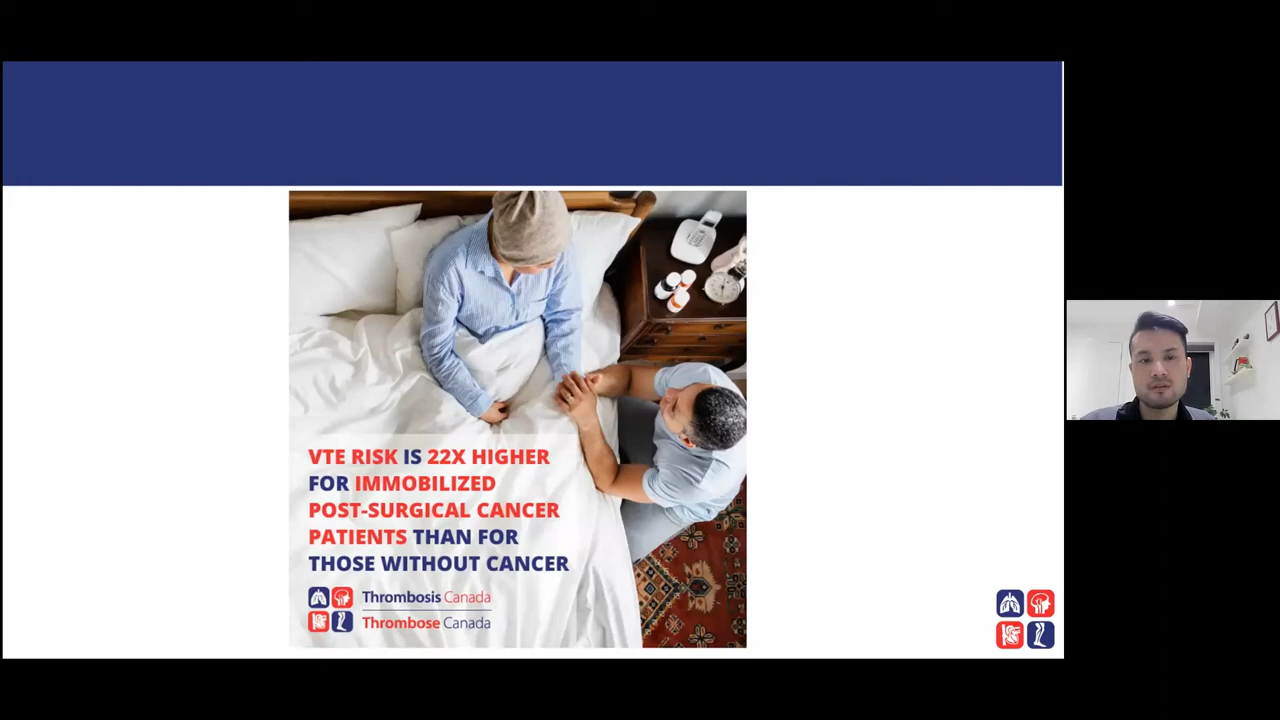 VTE RISK IS 22X HIGHER
FOR IMMOBILIZED
POST-SURGICAL CANCER
PATIENTS THAN FOR
THOSE WITHOUT CANCER
Thrombosis Canada
Thrombose Canada